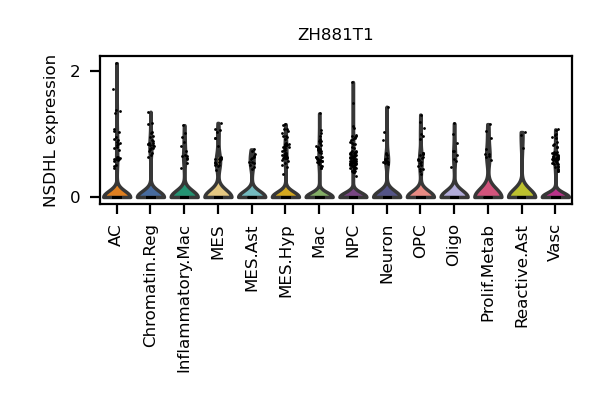 ZH881T1
NSDHL expression
2
0
AC
Chromatin.Reg
Inflammatory.Mac
MES
MES.Ast
MES.Hyp
Mac
NPC
Neuron
OPC
Oligo
Prolif.Metab
Reactive.Ast
Vasc